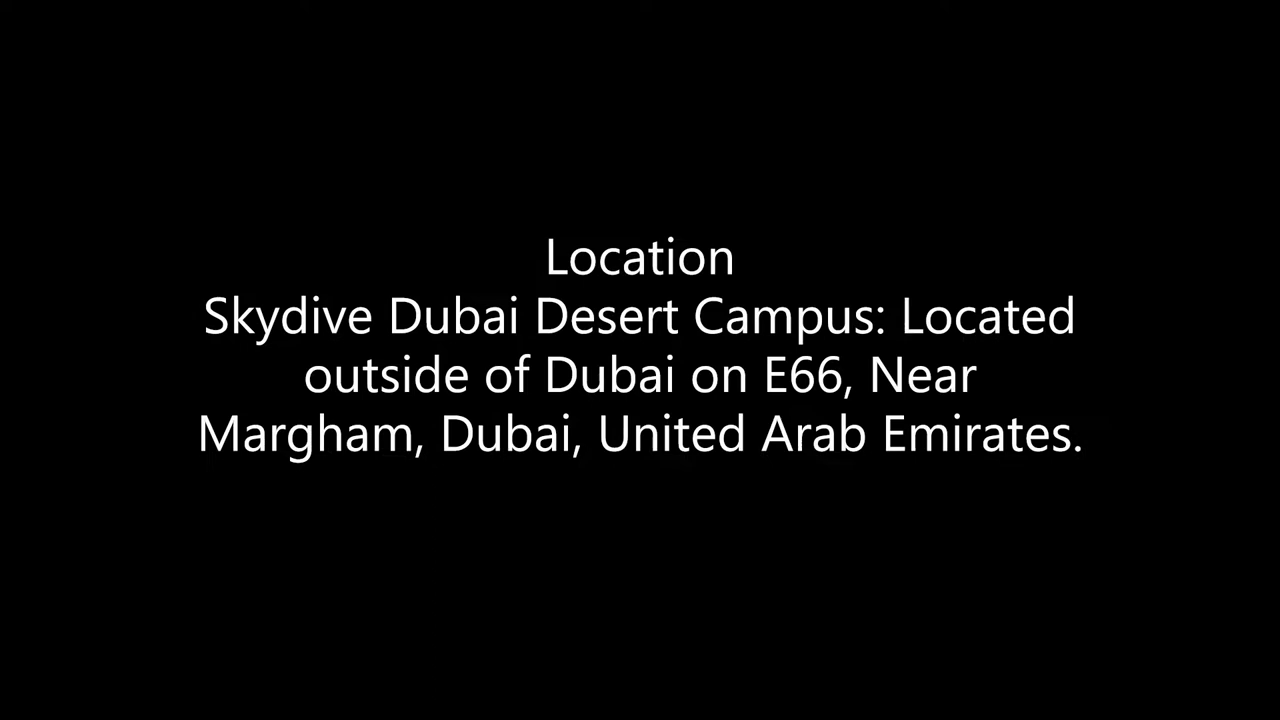 Location
Skydive Dubai Desert Campus: Located
outside of Dubai on E66, Near
Margham, Dubai, United Arab Emirates.